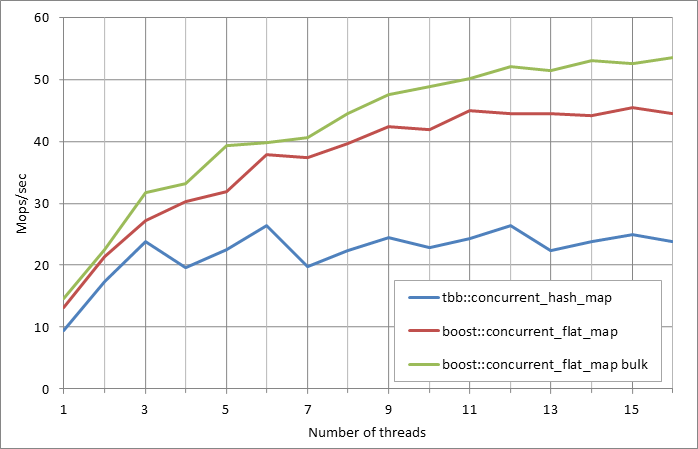 60
50
40
30
20
10
0
Mops/sec
tbb::concurrent_hash_map
boost::concurrent_flat_map
boost::concurrent_flat_map bulk
1 3 5 7 9 11 13 15
Number of threads